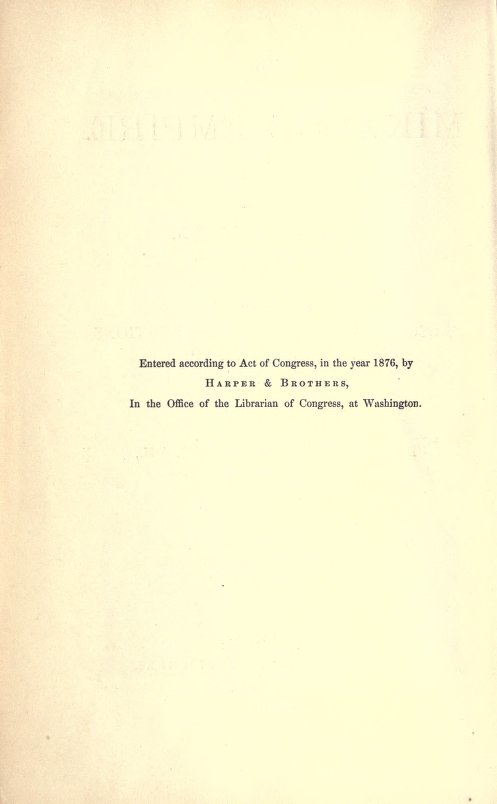 Entered according to Act of Congress, in the year 1876, by
HARPER & BROTHERS,
In the Office of the Librarian of Congress, at Washington.